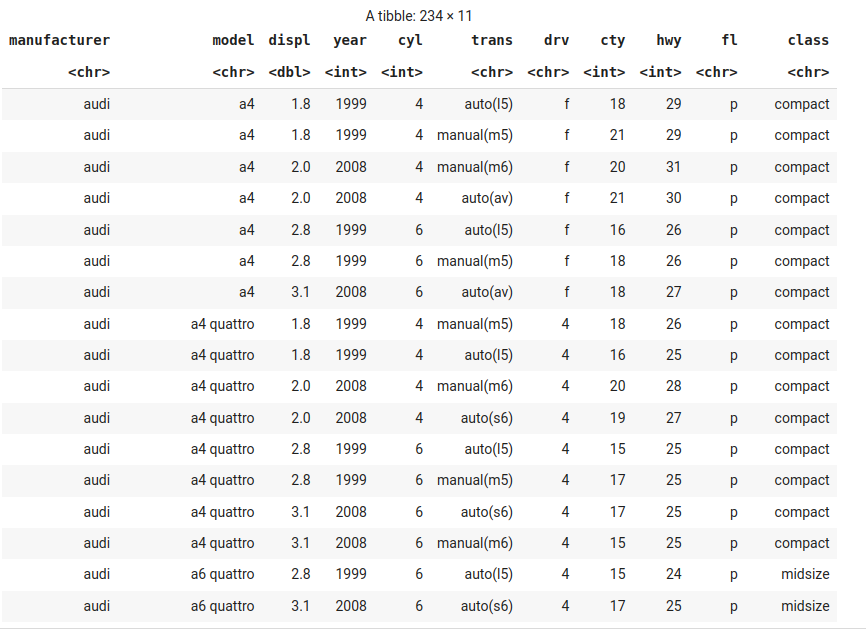 A tibble: 234 × 11
manufacturer model displ year cyl trans drv cty hwy fl class
<chr> <chr> <dbl> <int> <int> <chr> <chr> <int> <int> <chr> <chr>
audi a4 1.8 1999 4 auto(l5) f 18 29 p compact
audi a4 1.8 1999 4 manual(m5) f 21 29 p compact
audi a4 2.0 2008 4 manual(m6) f 20 31 p compact
audi a4 2.0 2008 4 auto(av) f 21 30 p compact
audi a4 2.8 1999 6 auto(l5) f 16 26 p compact
audi a4 2.8 1999 6 manual(m5) f 18 26 p compact
audi a4 3.1 2008 6 auto(av) f 18 27 p compact
audi a4 quattro 1.8 1999 4 manual(m5) 4 18 26 p compact
audi a4 quattro 1.8 1999 4 auto(l5) 4 16 25 p compact
audi a4 quattro 2.0 2008 4 manual(m6) 4 20 28 p compact
audi a4 quattro 2.0 2008 4 auto(s6) 4 19 27 p compact
audi a4 quattro 2.8 1999 6 auto(l5) 4 15 25 p compact
audi a4 quattro 2.8 1999 6 manual(m5) 4 17 25 p compact
audi a4 quattro 3.1 2008 6 auto(s6) 4 17 25 p compact
audi a4 quattro 3.1 2008 6 manual(m6) 4 15 25 p compact
audi a6 quattro 2.8 1999 6 auto(l5) 4 15 24 p midsize
audi a6 quattro 3.1 2008 6 auto(s6) 4 17 25 p midsize